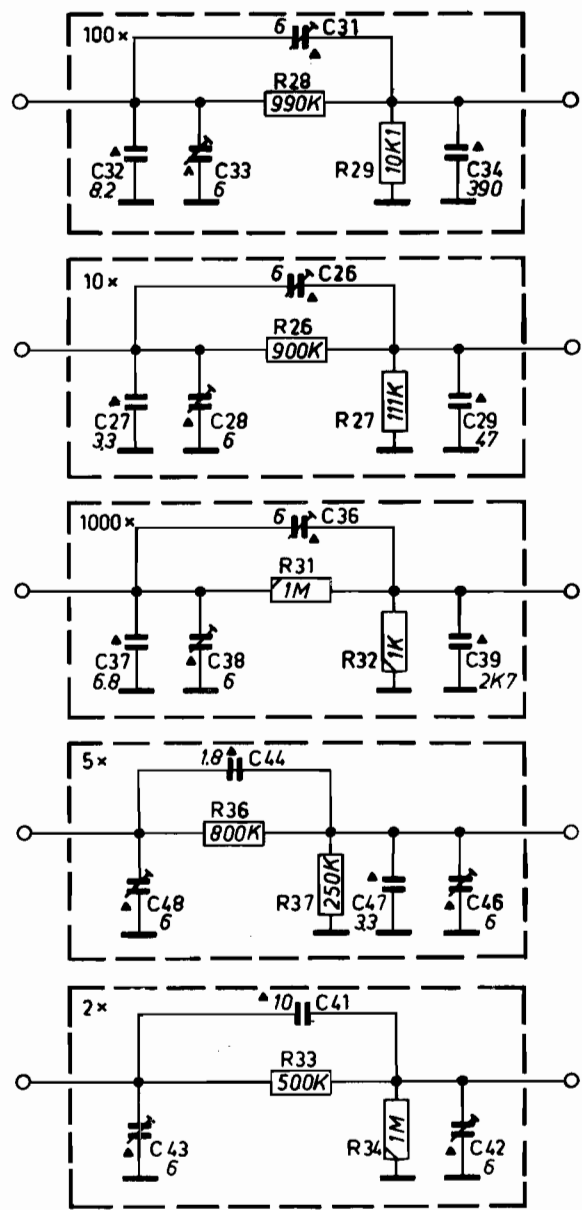 100×
6 C31
R28
990K
C32
8.2
C33
6
R29
10K1
C34
390
10×
6 C26
R26
900K
C27
3,3
C28
6
R27
111K
C29
47
1000×
6 C36
R31
1M
C37
6.8
C38
6
R32
1K
C39
2K7
5×
1.8 C44
R36
800K
C48
6
R37
250K
C47
33
C46
6
2×
10 C41
R33
500K
C43
6
R34
1M
C42
6